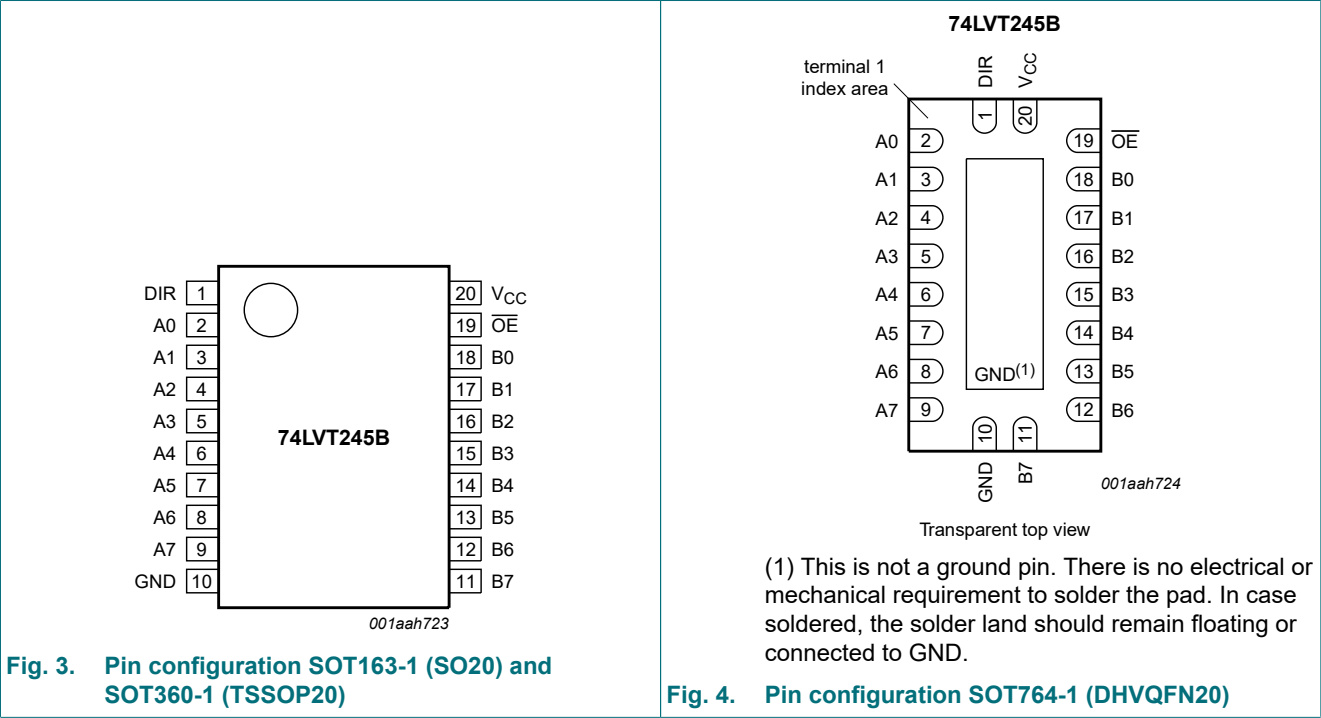 DIR 1 20 VCC
A0 2 19 OE
A1 3 18 B0
A2 4 17 B1
A3 5 16 B2
A4 6 15 B3
A5 7 14 B4
A6 8 13 B5
A7 9 12 B6
GND 10 11 B7
74LVT245B
001aah723
Fig. 3. Pin configuration SOT163-1 (SO20) and
SOT360-1 (TSSOP20)
74LVT245B
terminal 1
index area
DIR VCC
1 20
A0 2 19 OE
A1 3 18 B0
A2 4 17 B1
A3 5 16 B2
A4 6 15 B3
A5 7 14 B4
A6 8 13 B5
A7 9 12 B6
GND(1)
10 11
GND B7
001aah724
Transparent top view
(1) This is not a ground pin. There is no electrical or
mechanical requirement to solder the pad. In case
soldered, the solder land should remain floating or
connected to GND.
Fig. 4. Pin configuration SOT764-1 (DHVQFN20)